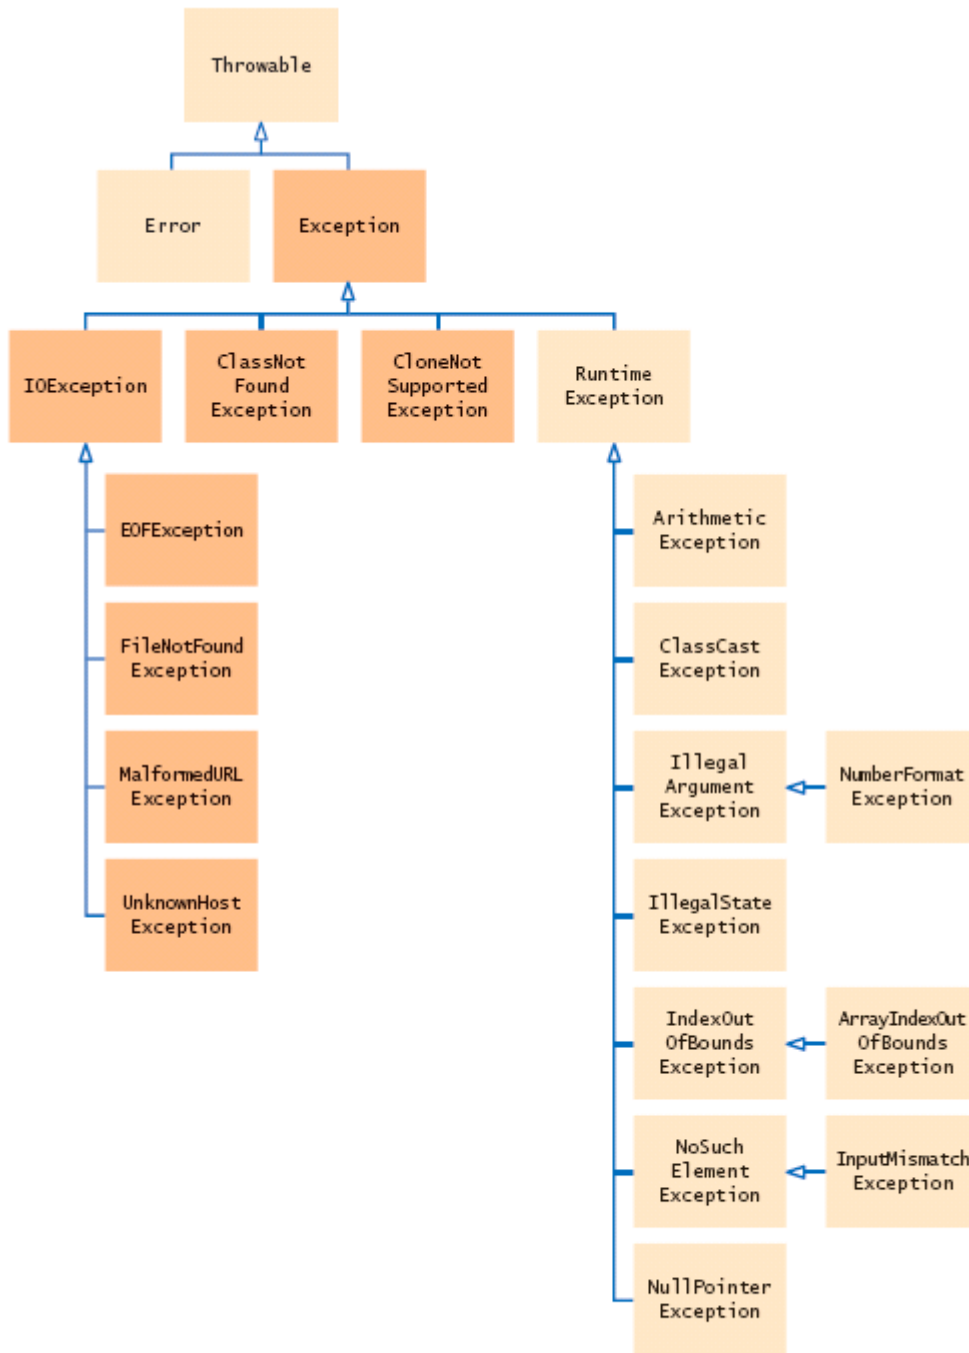 Throwable
Error
Exception
IOException
ClassNot
Found
Exception
CloneNot
Supported
Exception
Runtime
Exception
EOFException
FileNotFound
Exception
MalformedURL
Exception
UnknownHost
Exception
Arithmetic
Exception
ClassCast
Exception
Illegal
Argument
Exception
NumberFormat
Exception
IllegalState
Exception
IndexOut
OfBounds
Exception
ArrayIndexOut
OfBounds
Exception
NoSuch
Element
Exception
InputMismatch
Exception
NullPointer
Exception